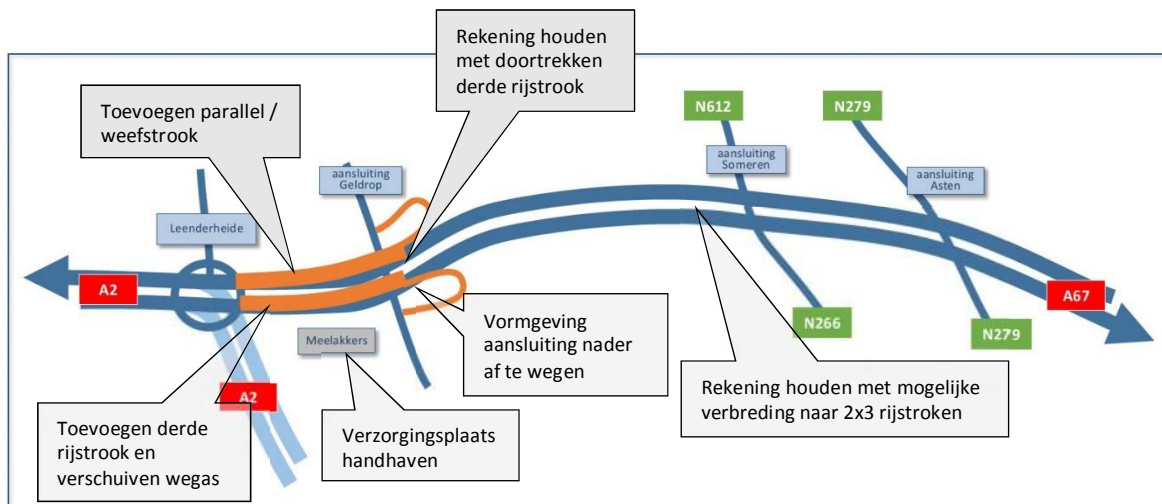 Rekening houden
met doortrekken
derde rijstrook
Toevoegen parallel /
weefstrook
N612
N279
aansluiting
Geldrop
aansluiting
Someren
aansluiting
Asten
Leenderheide
A2
A67
Meelakkers
N266
N279
Vormgeving
aansluiting nader
af te wegen
A2
Rekening houden met mogelijke
verbreding naar 2x3 rijstroken
Toevoegen derde
rijstrook en
verschuiven wegas
Verzorgingsplaats
handhaven